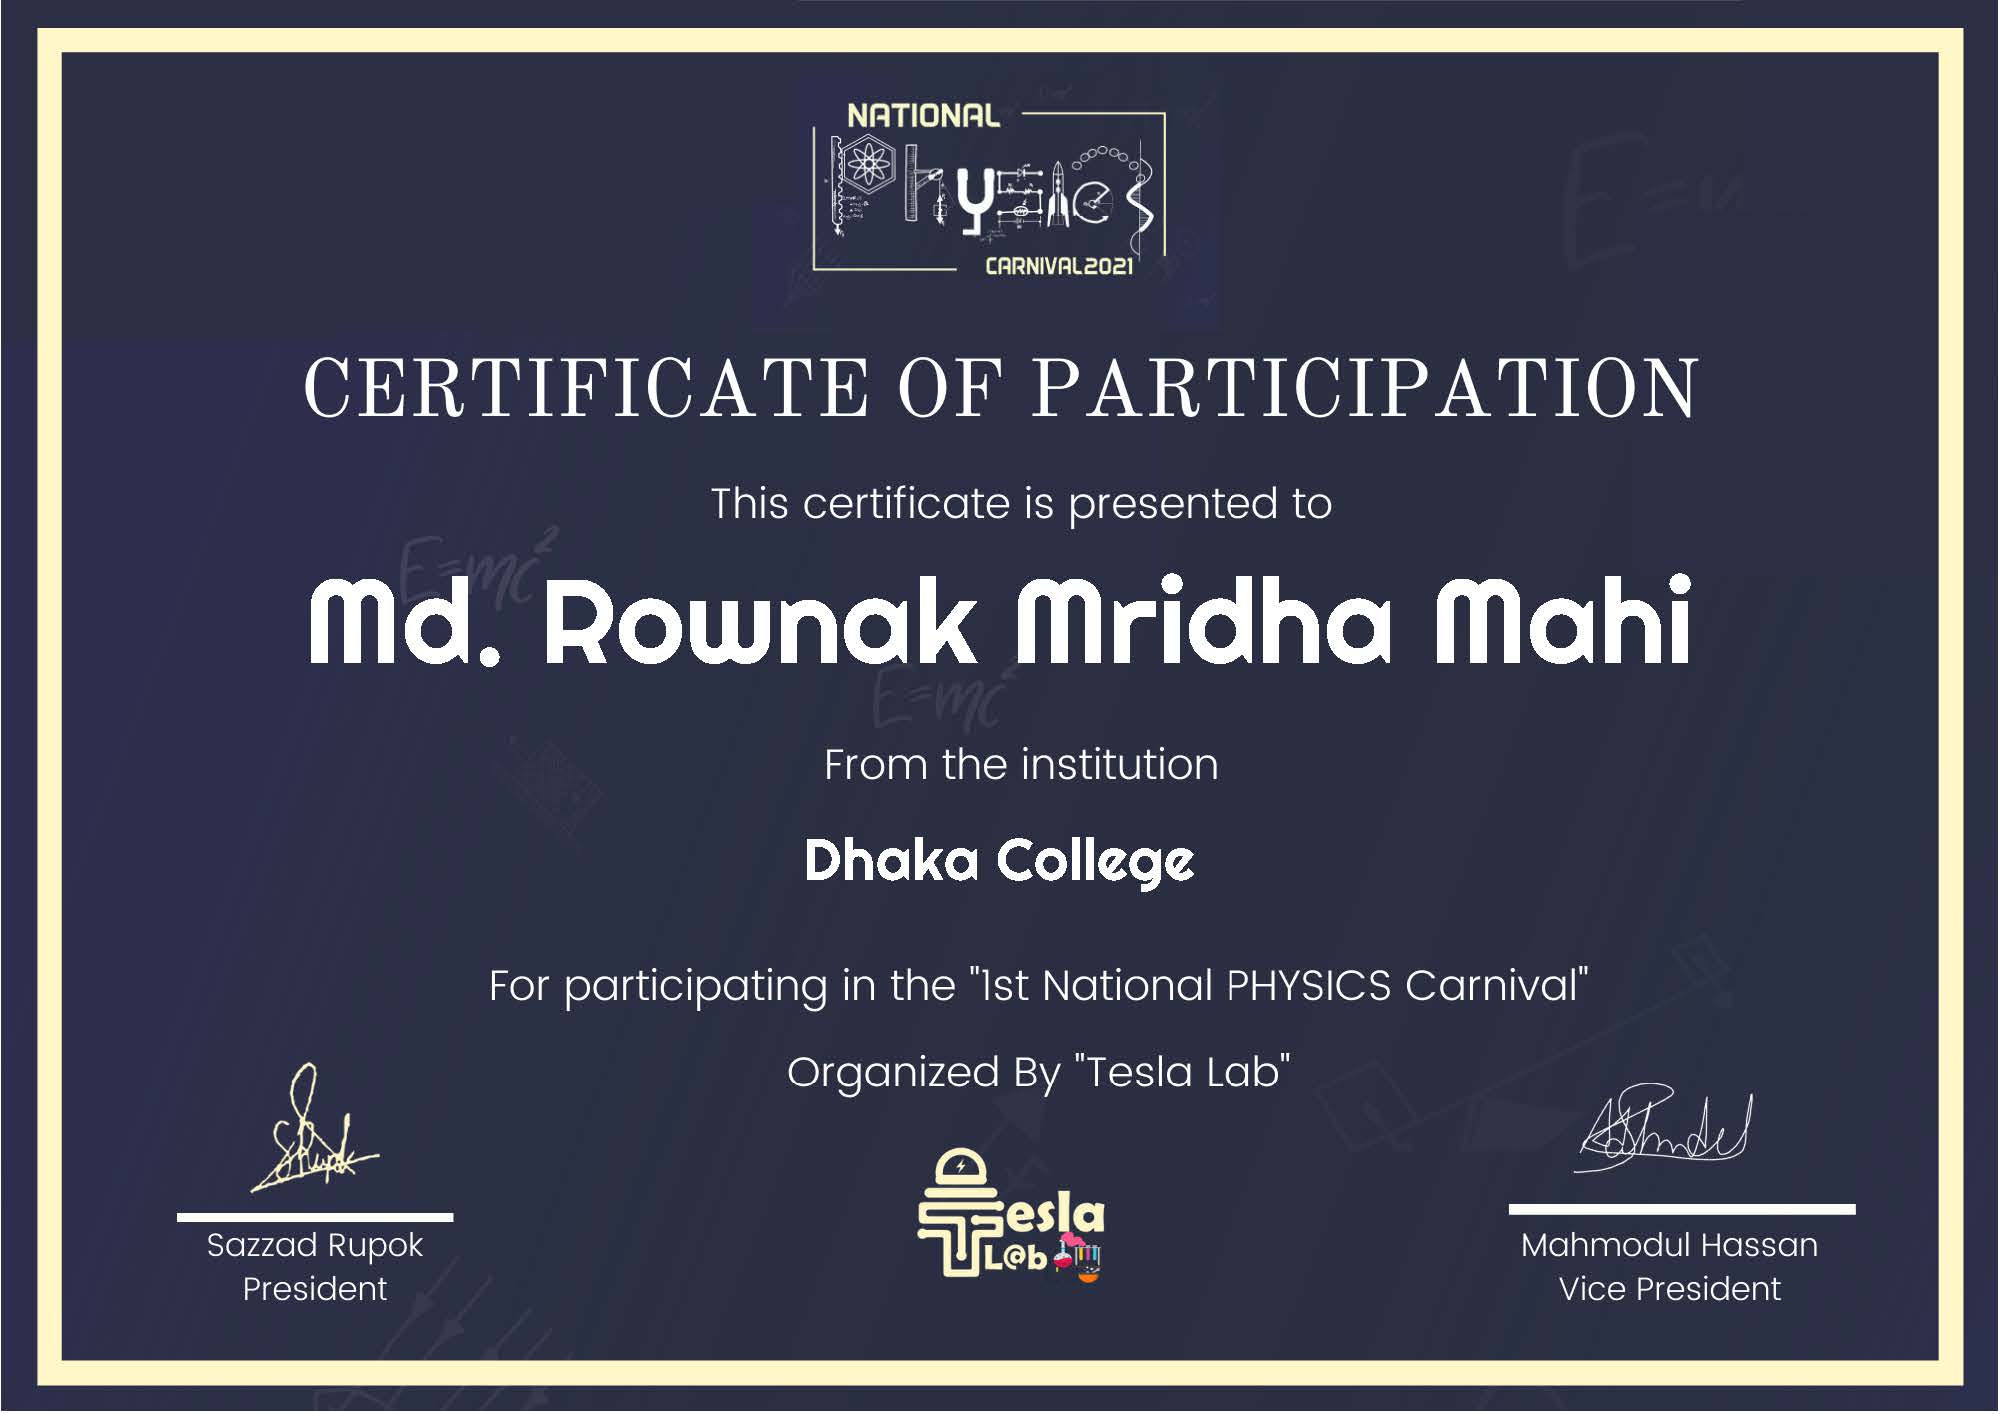 NATIONAL
Physics
CARNIVAL2021
CERTIFICATE OF PARTICIPATION
This certificate is presented to
E=mc²
Md. Rownak Mridha Mahi
E=mc²
From the institution
Dhaka College
For participating in the "1st National PHYSICS Carnival"
Organized By "Tesla Lab"
Tesla
L@b
Sazzad Rupok
President
Mahmodul Hassan
Vice President